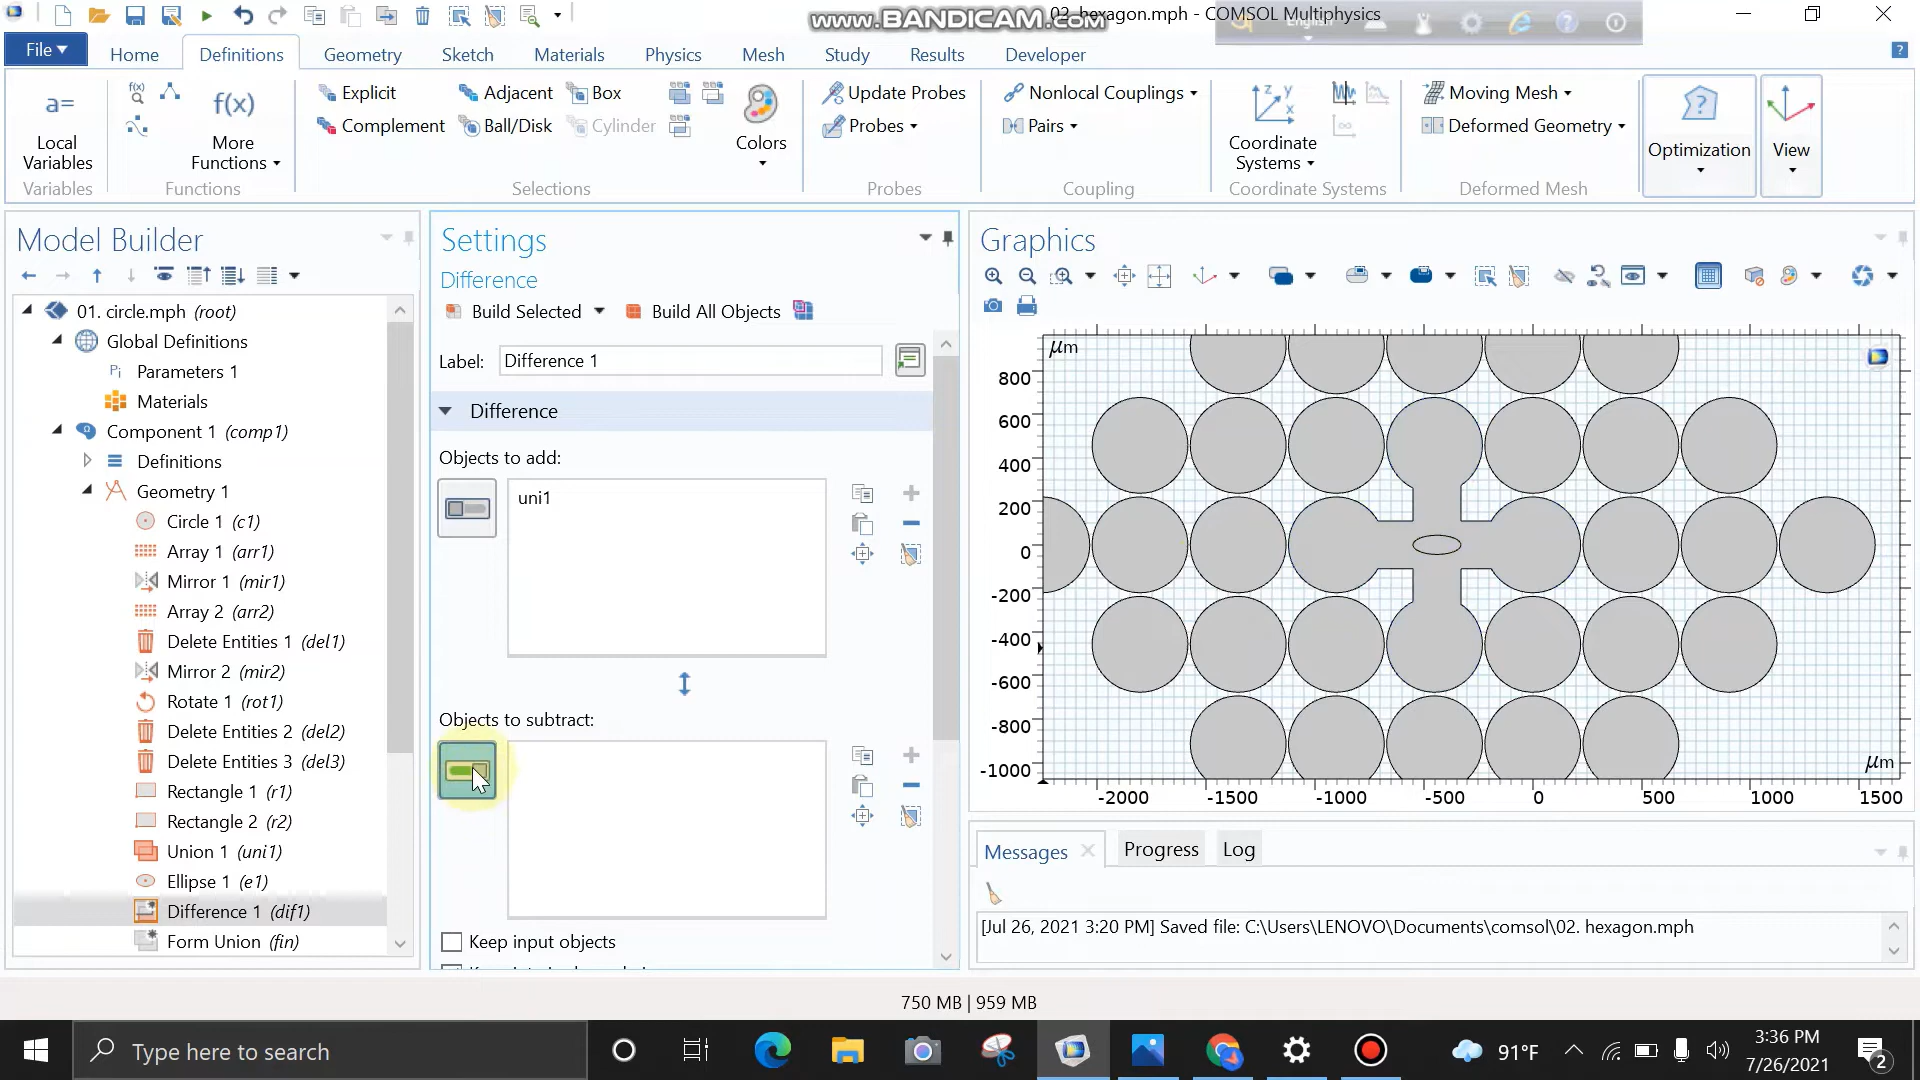 www.BANDICAM.com
02. hexagon.mph - COMSOL Multiphysics
File
Home
Definitions
Geometry
Sketch
Materials
Physics
Mesh
Study
Results
Developer
a=
Local
Variables
Variables
f(x)
f(x)
More
Functions
Functions
Explicit
Complement
Adjacent
Ball/Disk
Box
Cylinder
Colors
Selections
Update Probes
Probes
Probes
Nonlocal Couplings
Pairs
Coupling
Coordinate
Systems
Coordinate Systems
Moving Mesh
Deformed Geometry
Deformed Mesh
Optimization
View
Model Builder
01. circle.mph (root)
Global Definitions
Pi Parameters 1
Materials
Component 1 (comp1)
Definitions
Geometry 1
Circle 1 (c1)
Array 1 (arr1)
Mirror 1 (mir1)
Array 2 (arr2)
Delete Entities 1 (del1)
Mirror 2 (mir2)
Rotate 1 (rot1)
Delete Entities 2 (del2)
Delete Entities 3 (del3)
Rectangle 1 (r1)
Rectangle 2 (r2)
Union 1 (uni1)
Ellipse 1 (e1)
Difference 1 (dif1)
Form Union (fin)
Settings
Difference
Build Selected
Build All Objects
Label: Difference 1
Difference
Objects to add:
uni1
Objects to subtract:
Keep input objects
Graphics
μm
800
600
400
200
0
-200
-400
-600
-800
-1000
μm
-2000
-1500
-1000
-500
0
500
1000
1500
Messages
Progress
Log
[Jul 26, 2021 3:20 PM] Saved file: C:\Users\LENOVO\Documents\comsol\02. hexagon.mph
750 MB | 959 MB
Type here to search
91°F
3:36 PM
7/26/2021
2